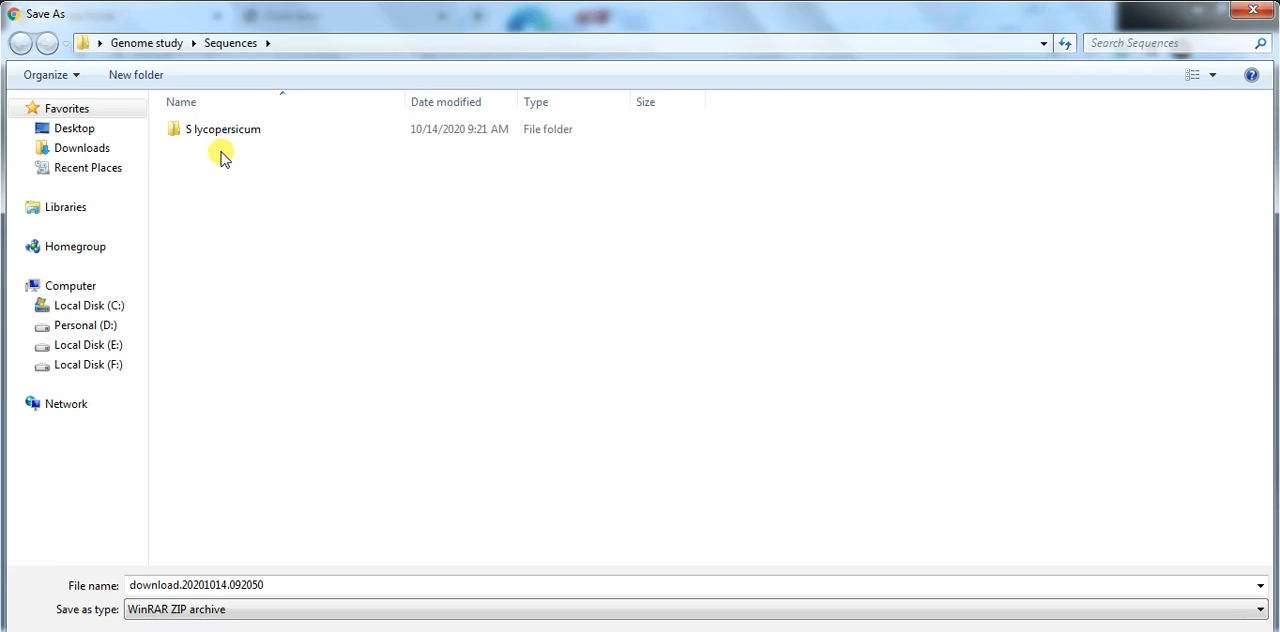 Save As
Genome study Sequences
Search Sequences
Organize New folder
Name Date modified Type Size
Favorites
S lycopersicum 10/14/2020 9:21 AM File folder
Desktop
Downloads
Recent Places
Libraries
Homegroup
Computer
Local Disk (C:)
Personal (D:)
Local Disk (E:)
Local Disk (F:)
Network
File name: download.20201014.092050
Save as type: WinRAR ZIP archive